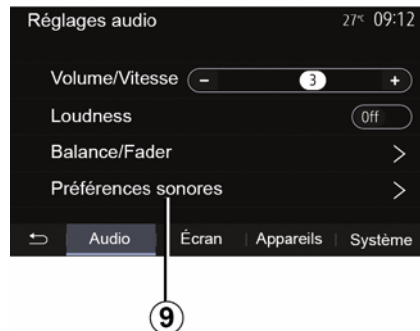 Réglages audio 27°C 09:12
Volume/Vitesse - 3 +
Loudness Off
Balance/Fader >
Préférences sonores >
Audio Écran Appareils Système
9